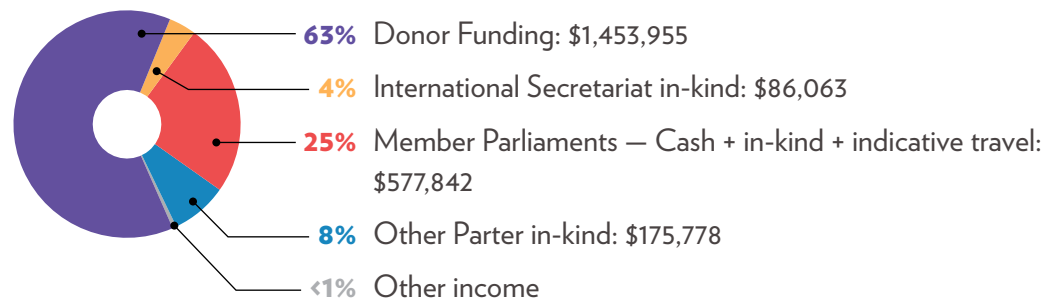 63% Donor Funding: $1,453,955
4% International Secretariat in-kind: $86,063
25% Member Parliaments — Cash + in-kind + indicative travel:
$577,842
8% Other Parter in-kind: $175,778
<1% Other income